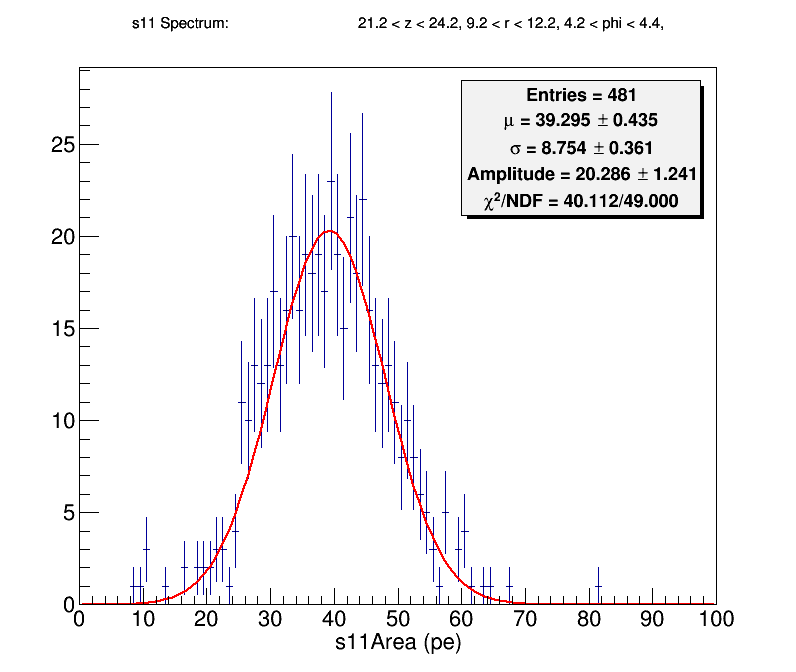 s11 Spectrum: 21.2 < z < 24.2, 9.2 < r < 12.2, 4.2 < phi < 4.4,
Entries = 481
μ = 39.295 ± 0.435
σ = 8.754 ± 0.361
Amplitude = 20.286 ± 1.241
χ²/NDF = 40.112/49.000
25
20
15
10
5
0
0 10 20 30 40 50 60 70 80 90 100
s11Area (pe)